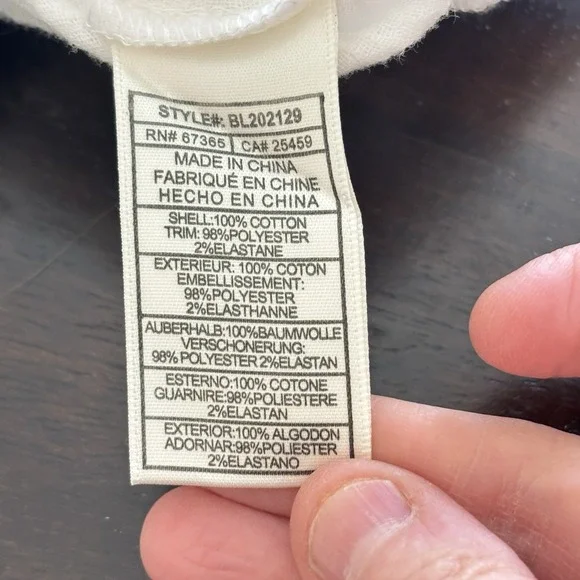 STYLE#: BL202129
RN# 67365 CA# 25459
MADE IN CHINA
FABRIQUÉ EN CHINE
HECHO EN CHINA
SHELL:100% COTTON
TRIM: 98%POLYESTER
2%ELASTANE
EXTERIEUR: 100% COTON
EMBELLISSEMENT:
98%POLYESTER
2%ELASTHANNE
AUBERHALB:100%BAUMWOLLE
VERSCHONERUNG:
98% POLYESTER 2%ELASTAN
ESTERNO:100% COTONE
GUARNIRE:98%POLIESTERE
2%ELASTAN
EXTERIOR:100% ALGODON
ADORNAR:98%POLIESTER
2%ELASTANO